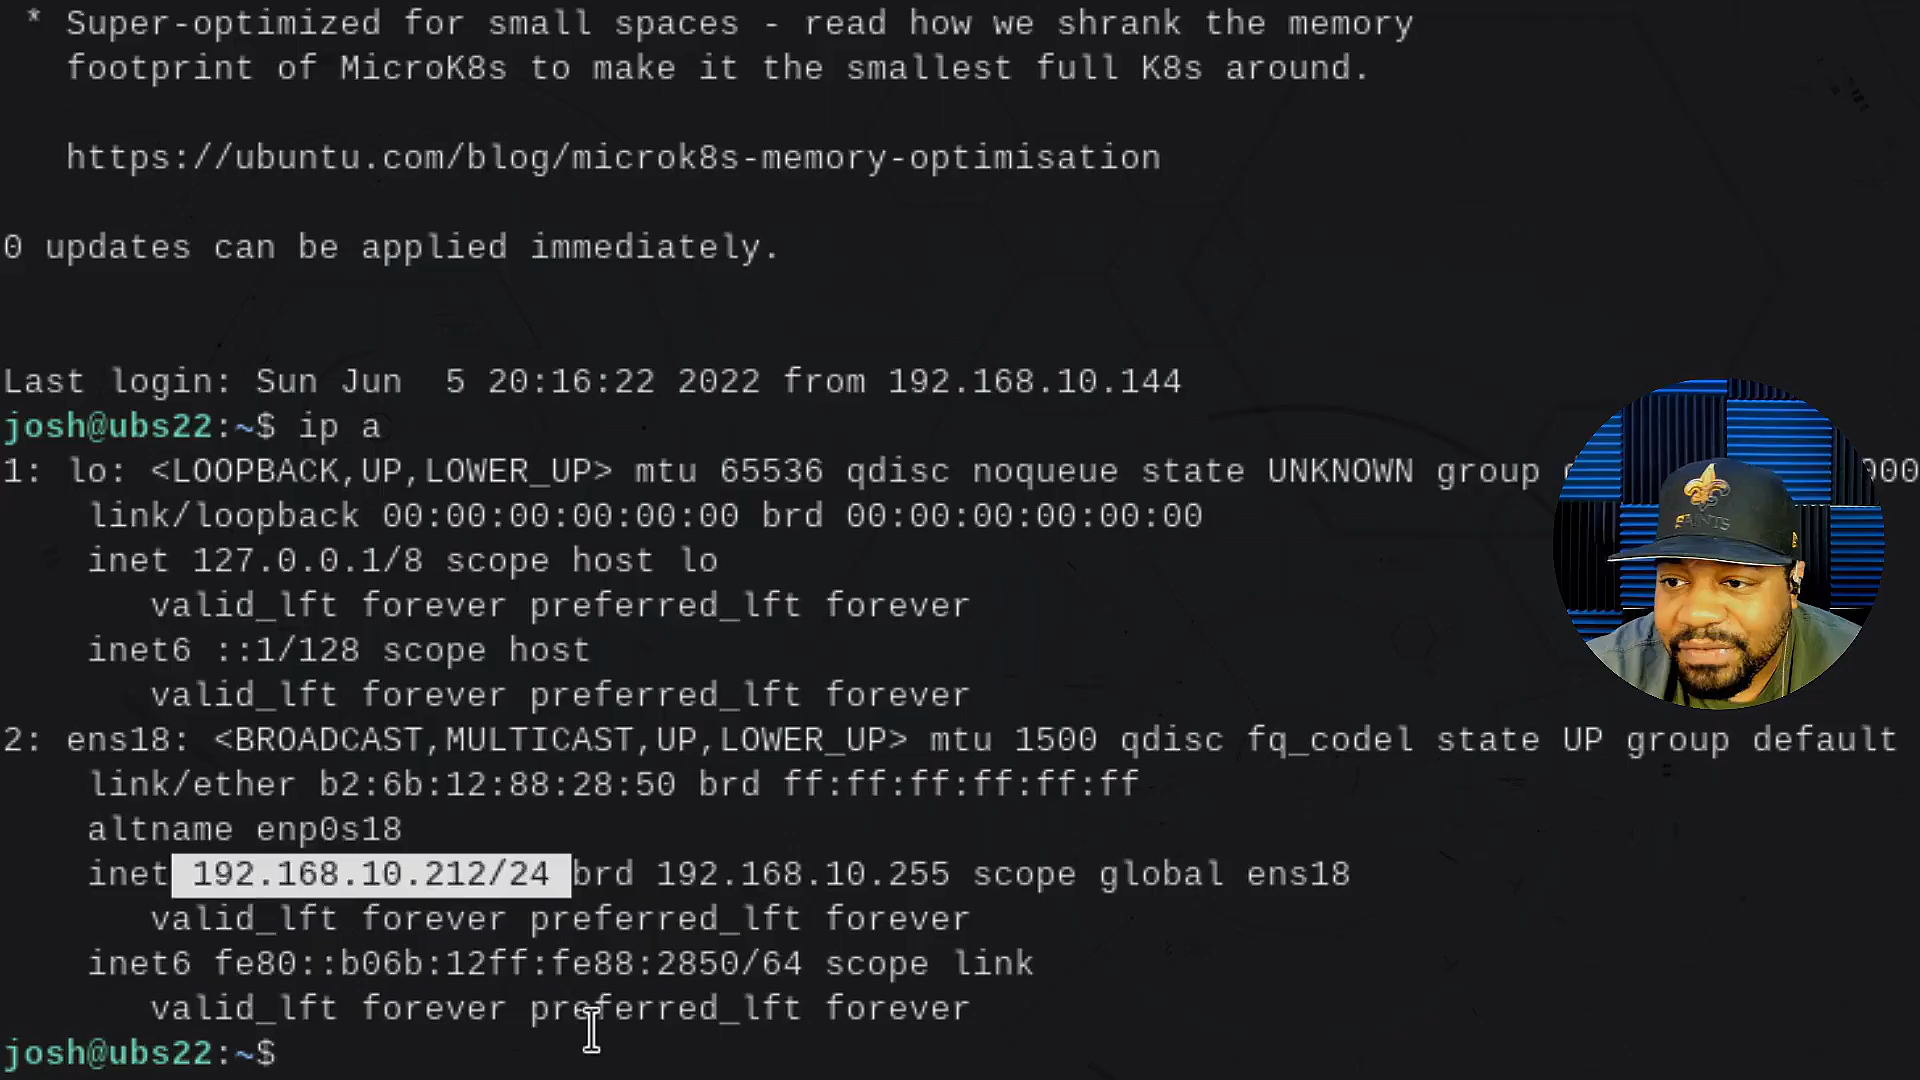 * Super-optimized for small spaces - read how we shrank the memory
footprint of MicroK8s to make it the smallest full K8s around.
https://ubuntu.com/blog/microk8s-memory-optimisation
0 updates can be applied immediately.
Last login: Sun Jun  5 20:16:22 2022 from 192.168.10.144
josh@ubs22:~$ ip a
1: lo: <LOOPBACK,UP,LOWER_UP> mtu 65536 qdisc noqueue state UNKNOWN group
link/loopback 00:00:00:00:00:00 brd 00:00:00:00:00:00
inet 127.0.0.1/8 scope host lo
valid_lft forever preferred_lft forever
inet6 ::1/128 scope host
valid_lft forever preferred_lft forever
2: ens18: <BROADCAST,MULTICAST,UP,LOWER_UP> mtu 1500 qdisc fq_codel state UP group default
link/ether b2:6b:12:88:28:50 brd ff:ff:ff:ff:ff:ff
altname enp0s18
inet 192.168.10.212/24 brd 192.168.10.255 scope global ens18
valid_lft forever preferred_lft forever
inet6 fe80::b06b:12ff:fe88:2850/64 scope link
valid_lft forever preferred_lft forever
josh@ubs22:~$
SAINTS